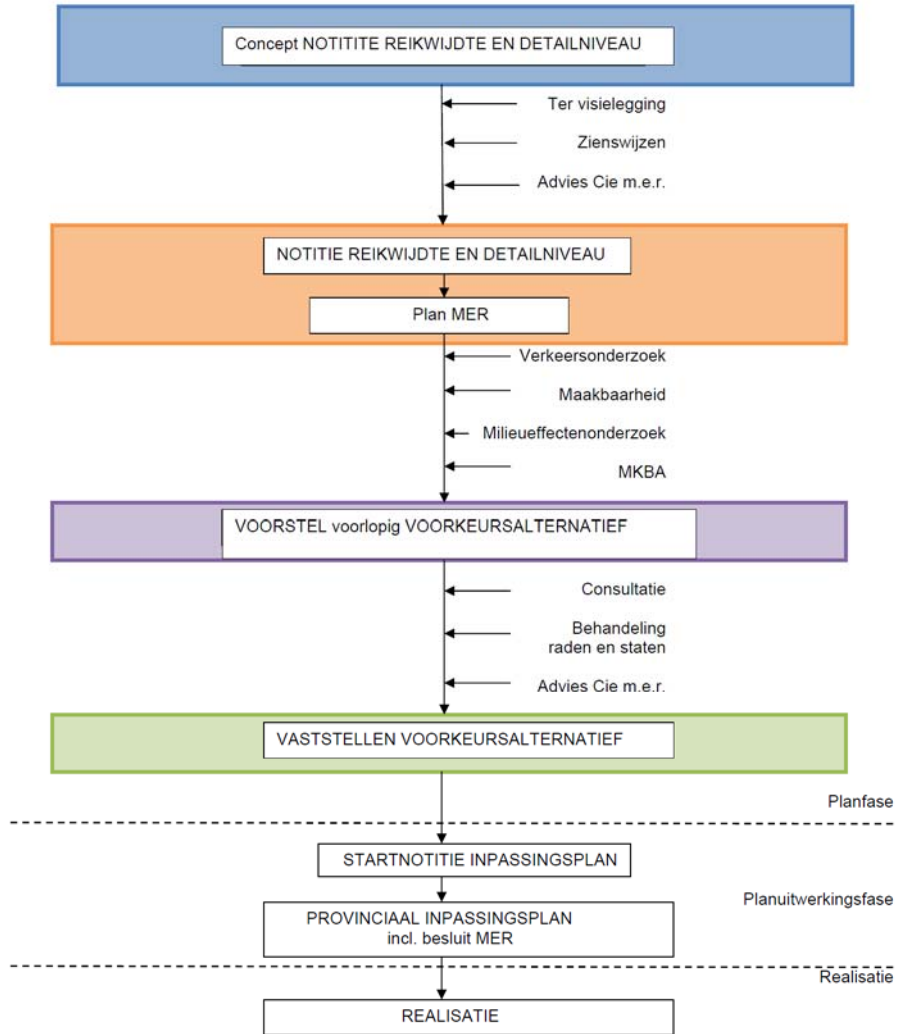 Concept NOTITITE REIKWIJDTE EN DETAILNIVEAU
Ter visielegging
Zienswijzen
Advies Cie m.e.r.
NOTITIE REIKWIJDTE EN DETAILNIVEAU
Plan MER
Verkeersonderzoek
Maakbaarheid
Milieueffectenonderzoek
MKBA
VOORSTEL voorlopig VOORKEURSALTERNATIEF
Consultatie
Behandeling
raden en staten
Advies Cie m.e.r.
VASTSTELLEN VOORKEURSALTERNATIEF
Planfase
STARTNOTITIE INPASSINGSPLAN
Planuitwerkingsfase
PROVINCIAAL INPASSINGSPLAN
incl. besluit MER
Realisatie
REALISATIE